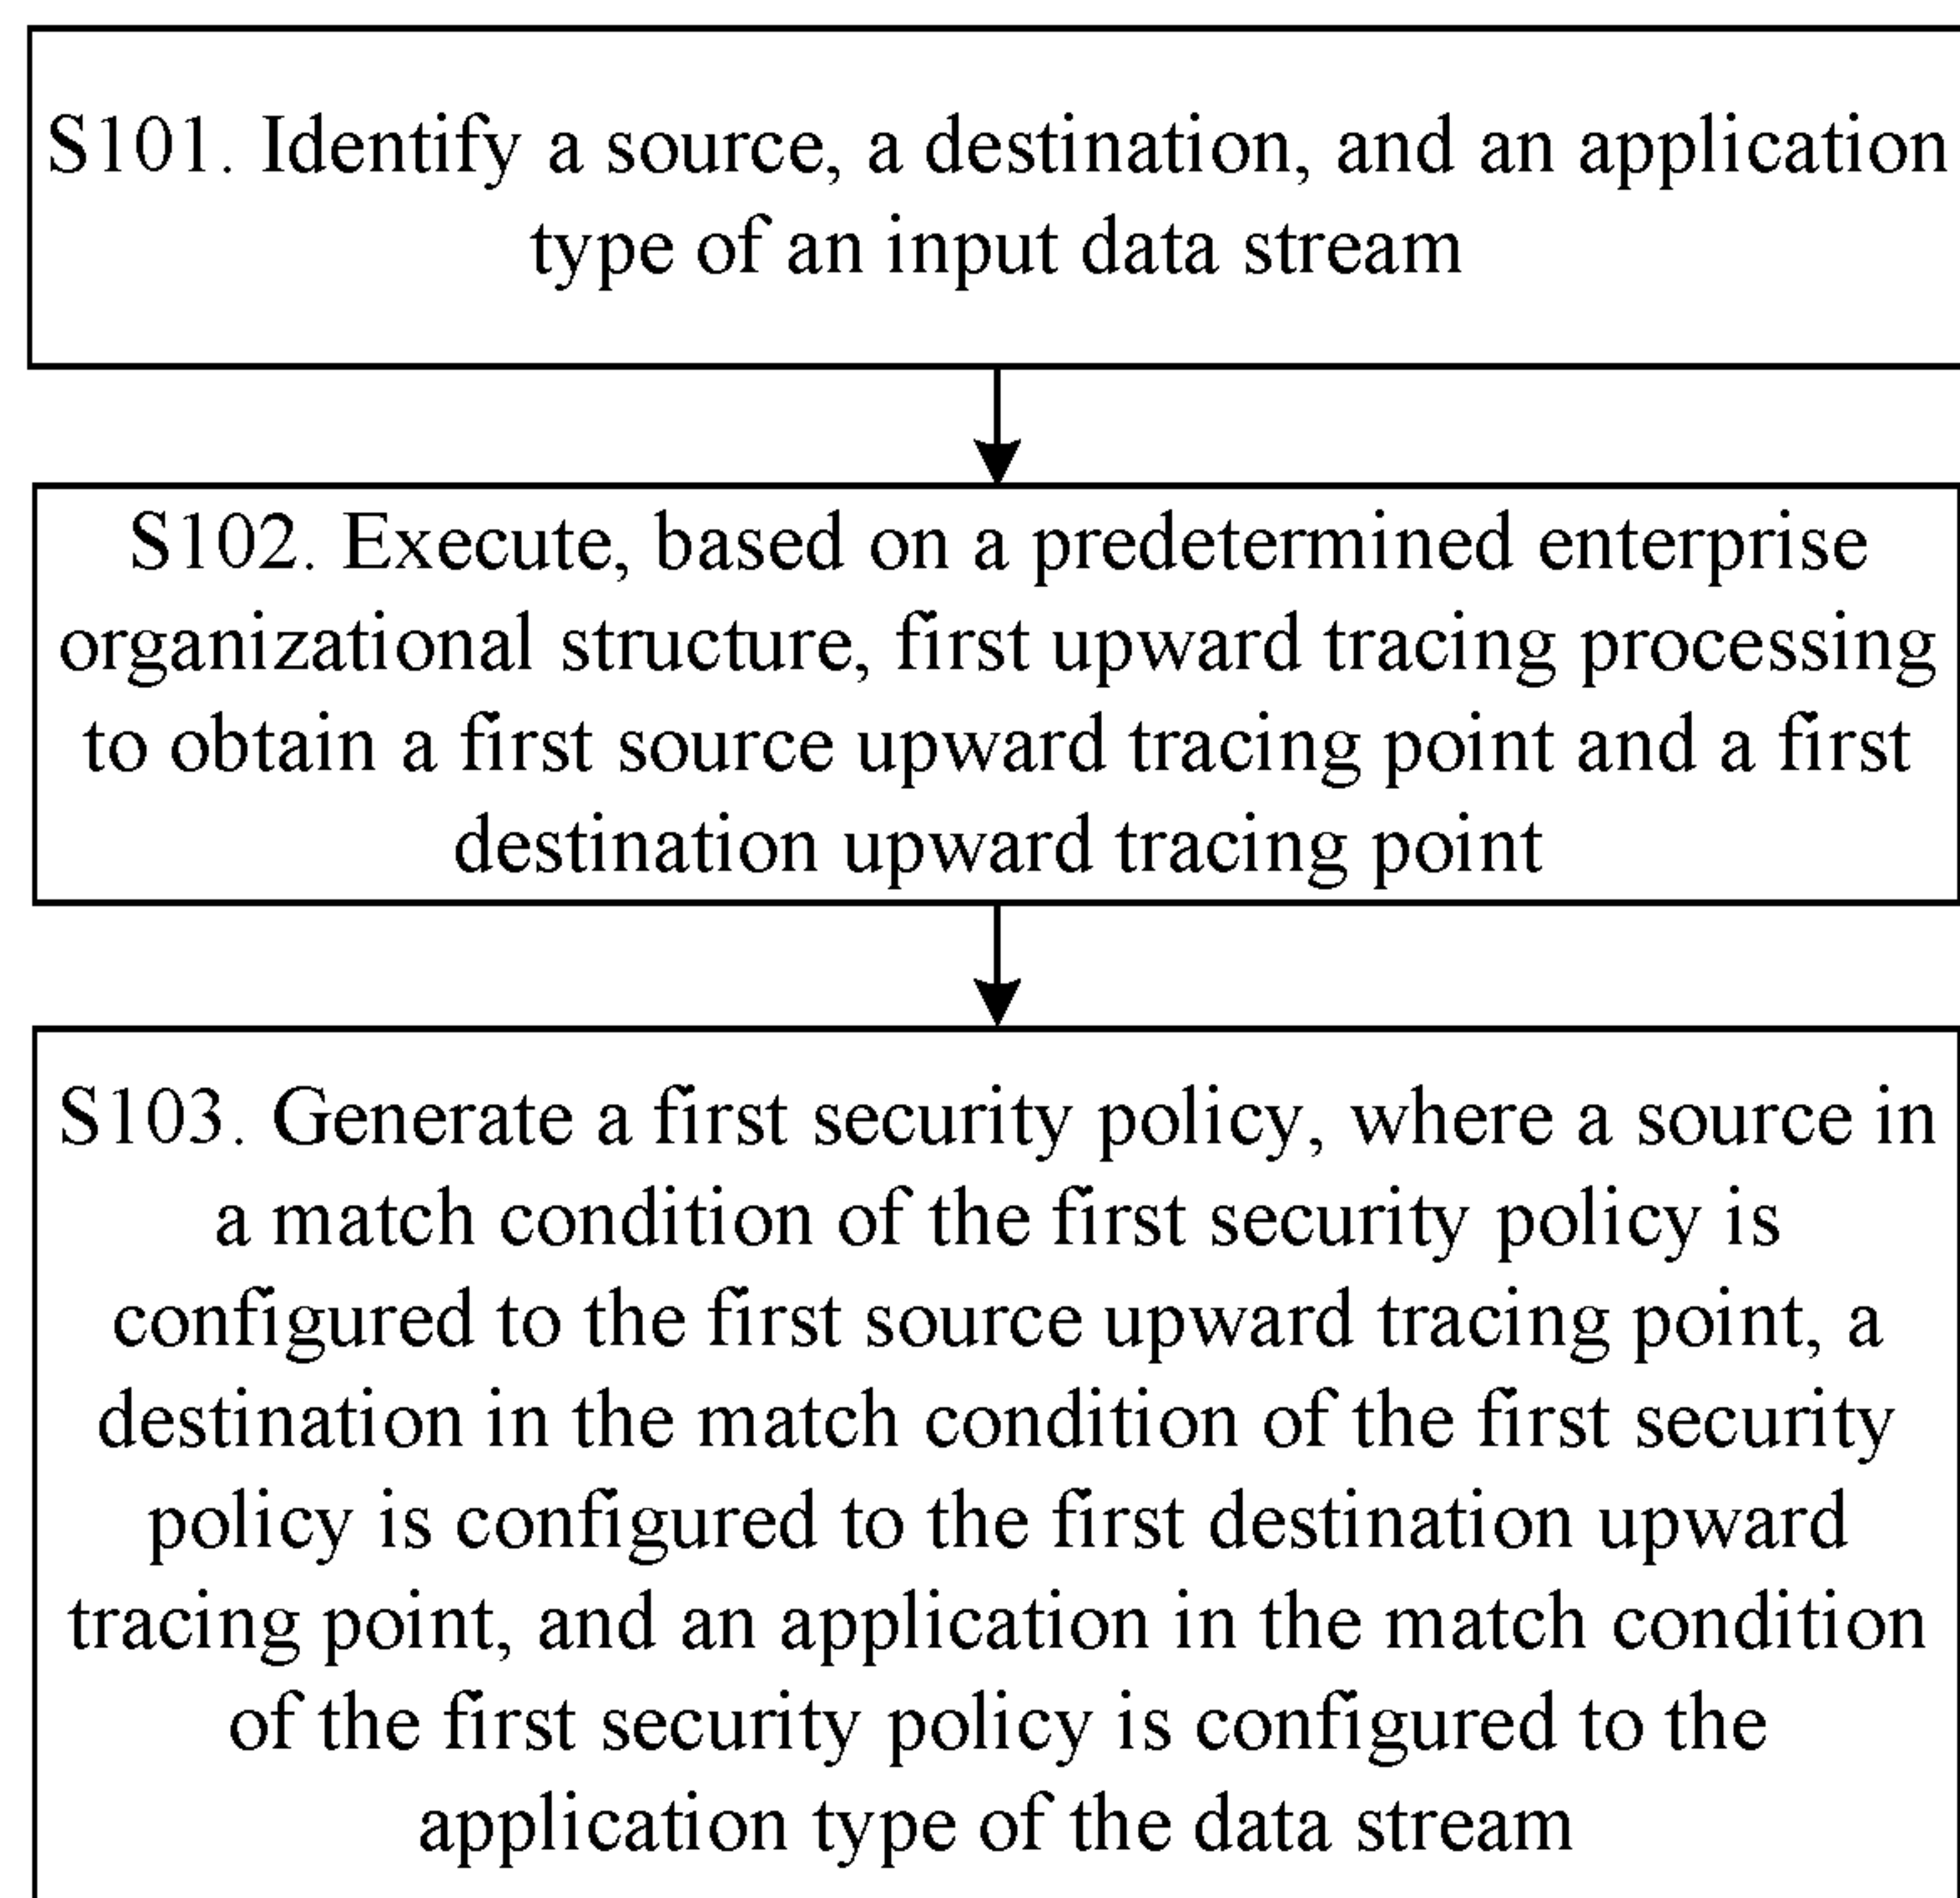 S101. Identify a source, a destination, and an application
type of an input data stream
S102. Execute, based on a predetermined enterprise
organizational structure, first upward tracing processing
to obtain a first source upward tracing point and a first
destination upward tracing point
S103. Generate a first security policy, where a source in
a match condition of the first security policy is
configured to the first source upward tracing point, a
destination in the match condition of the first security
policy is configured to the first destination upward
tracing point, and an application in the match condition
of the first security policy is configured to the
application type of the data stream